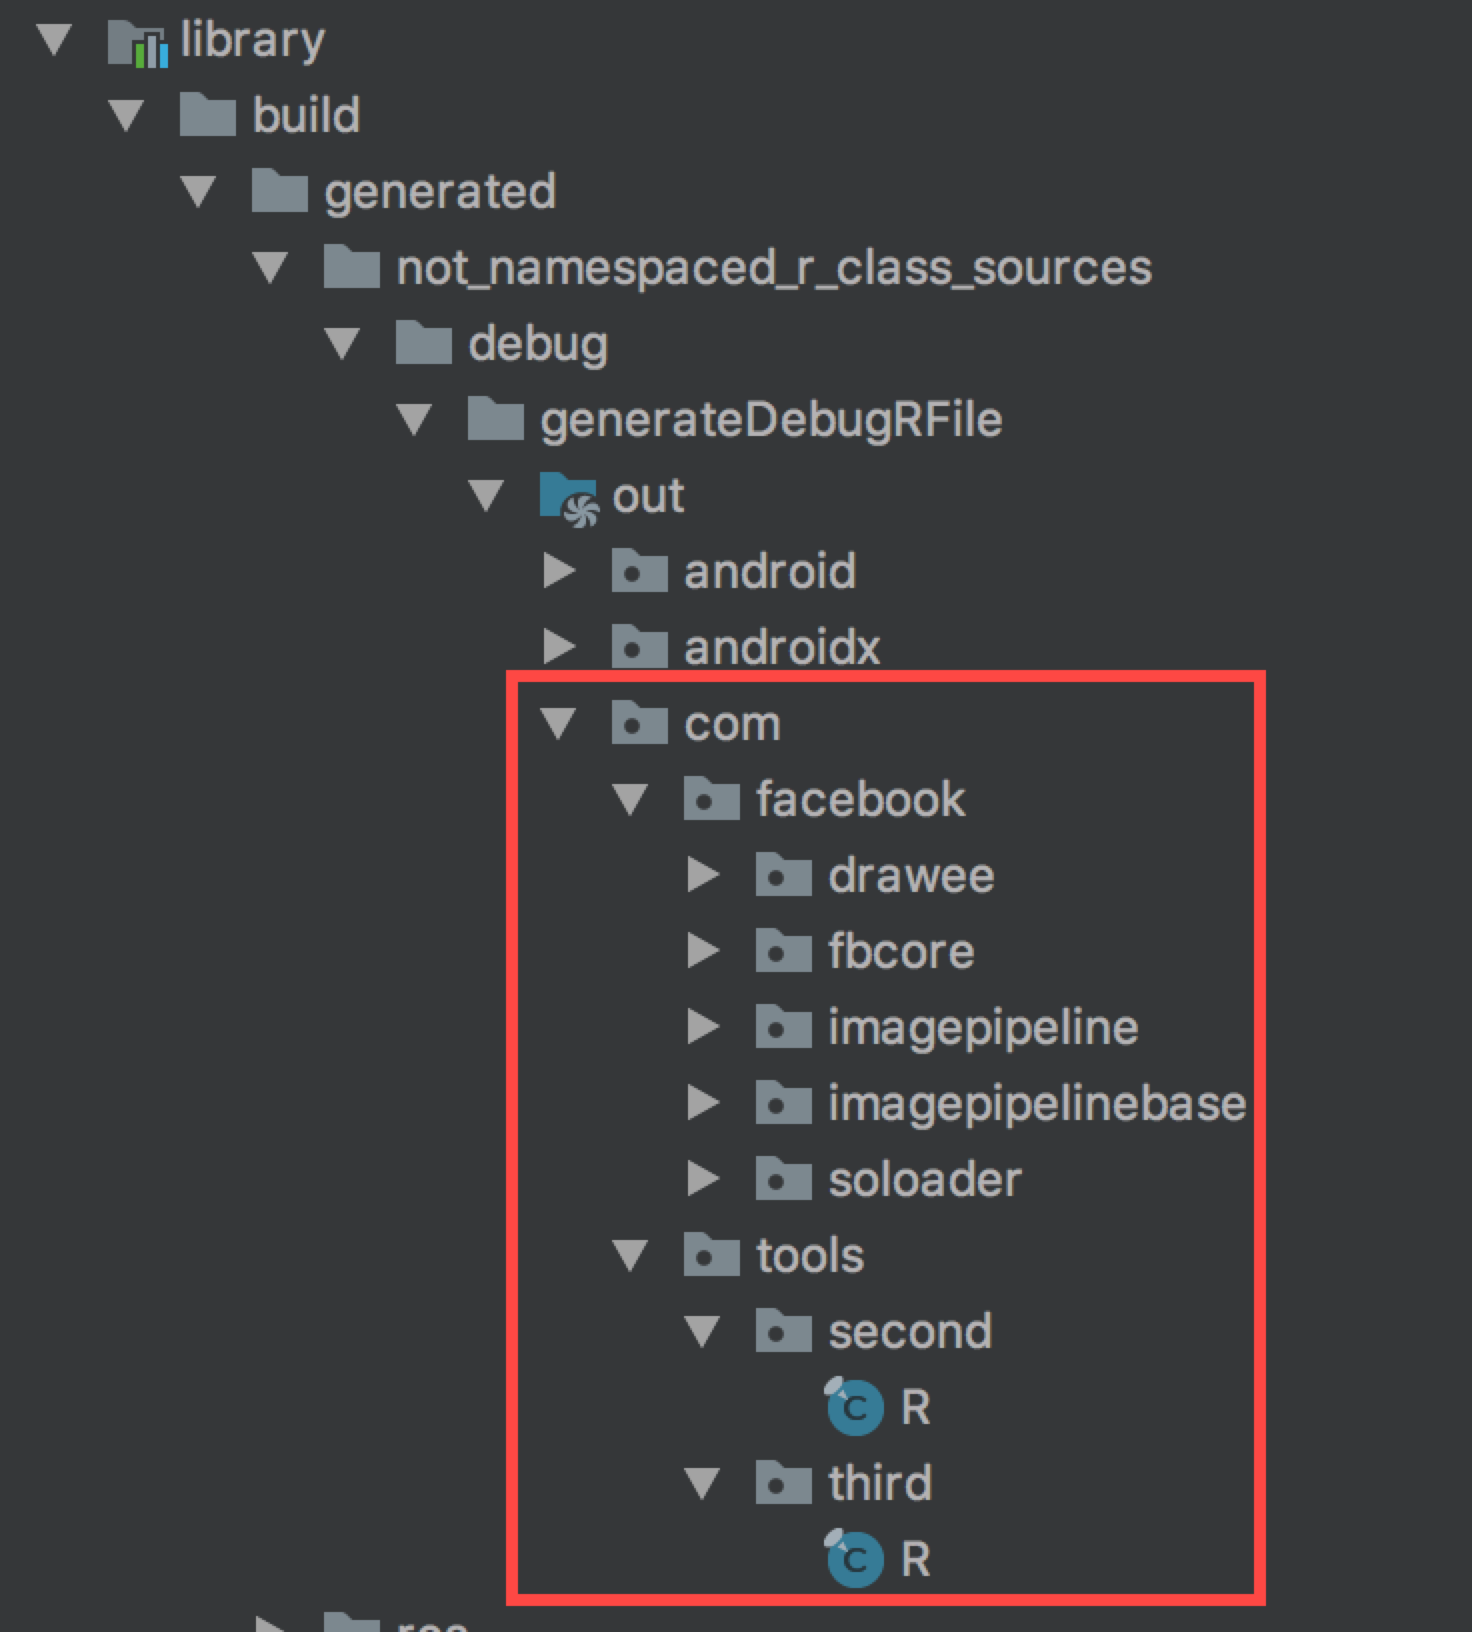 library
build
generated
not_namespaced_r_class_sources
debug
generateDebugRFile
out
android
androidx
com
facebook
drawee
fbcore
imagepipeline
imagepipelinebase
soloader
tools
second
C R
third
C R